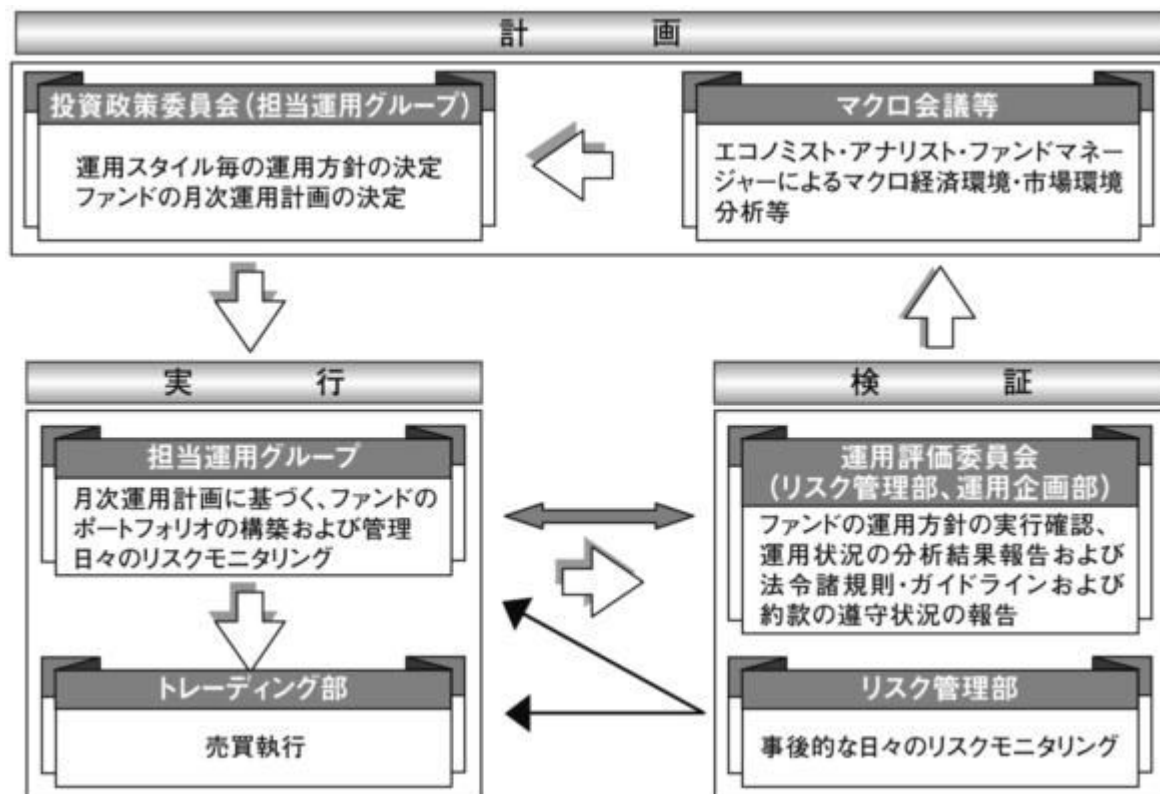 計画
投資政策委員会(担当運用グループ)
運用スタイル毎の運用方針の決定
ファンドの月次運用計画の決定
マクロ会議等
エコノミスト・アナリスト・ファンドマネー
ジャーによるマクロ経済環境・市場環境
分析等
実行
担当運用グループ
月次運用計画に基づく、ファンドの
ポートフォリオの構築および管理
日々のリスクモニタリング
トレーディング部
売買執行
検証
運用評価委員会
(リスク管理部、運用企画部)
ファンドの運用方針の実行確認、
運用状況の分析結果報告および
法令諸規則・ガイドラインおよび
約款の遵守状況の報告
リスク管理部
事後的な日々のリスクモニタリング